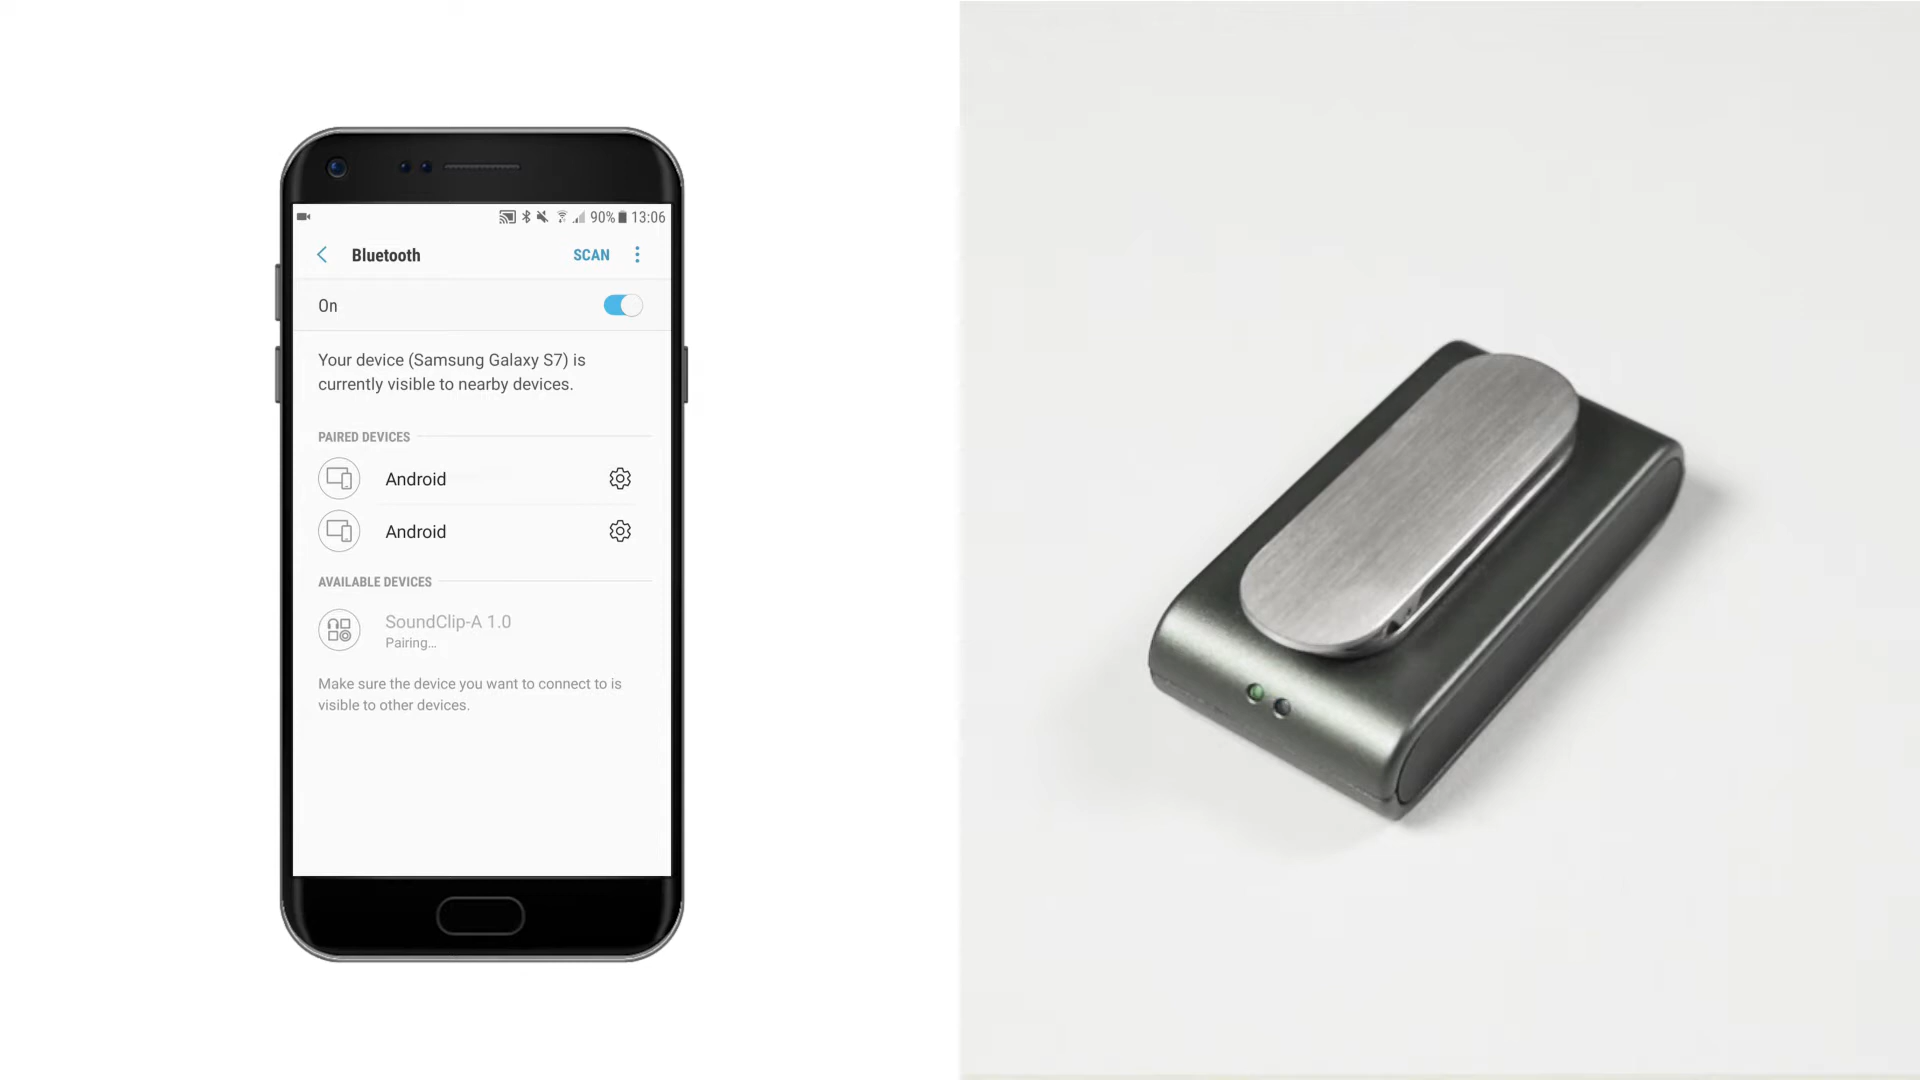 90% 13:06
Bluetooth SCAN
On
Your device (Samsung Galaxy S7) is
currently visible to nearby devices.
PAIRED DEVICES
Android
Android
AVAILABLE DEVICES
SoundClip-A 1.0
Pairing...
Make sure the device you want to connect to is
visible to other devices.